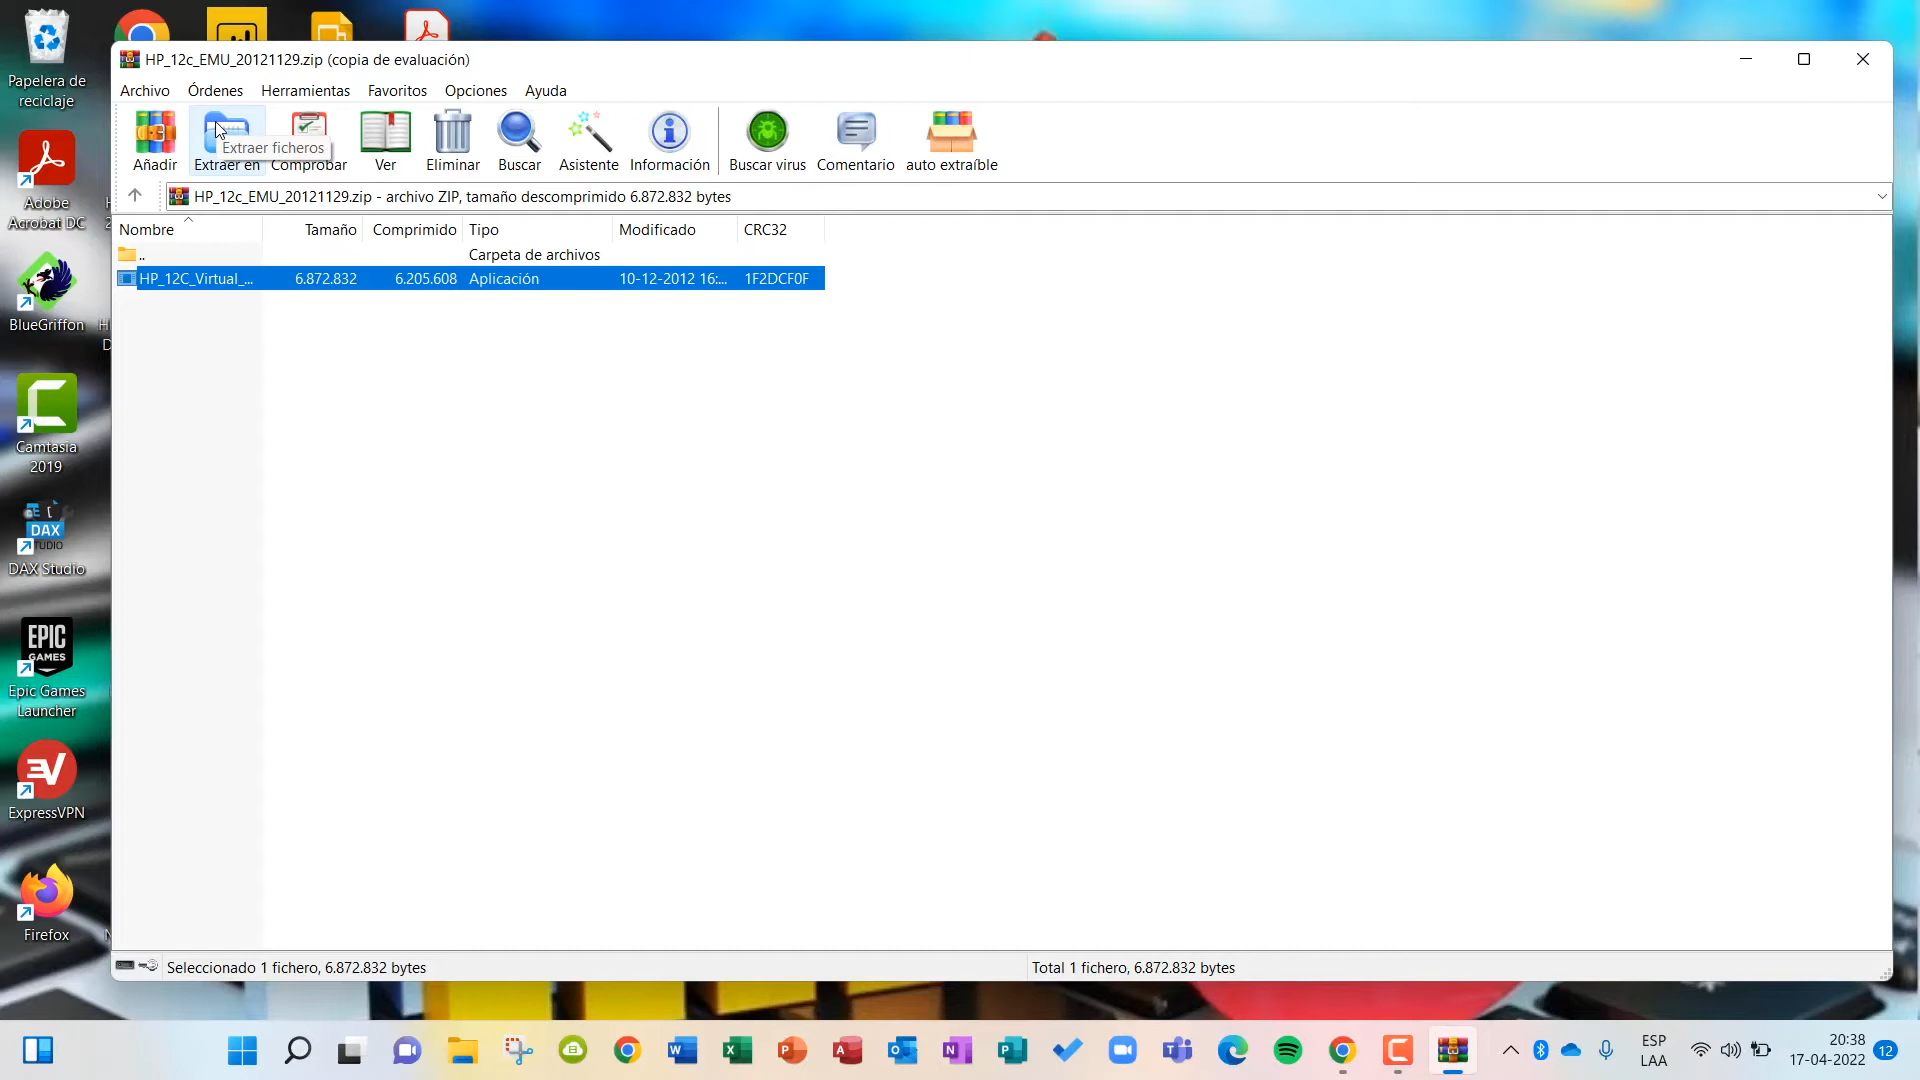 HP_12c_EMU_20121129.zip (copia de evaluación)
Archivo Órdenes Herramientas Favoritos Opciones Ayuda
Añadir Extraer en Comprobar Ver Eliminar Buscar Asistente Información Buscar virus Comentario auto extraíble
Extraer ficheros
HP_12c_EMU_20121129.zip - archivo ZIP, tamaño descomprimido 6.872.832 bytes
Nombre Tamaño Comprimido Tipo Modificado CRC32
.. Carpeta de archivos
HP_12C_Virtual_... 6.872.832 6.205.608 Aplicación 10-12-2012 16:... 1F2DCF0F
Seleccionado 1 fichero, 6.872.832 bytes
Total 1 fichero, 6.872.832 bytes
Papelera de
reciclaje
Adobe
Acrobat DC
BlueGriffon
Camtasia
2019
DAX
DAX Studio
EPIC
GAMES
Epic Games
Launcher
ExpressVPN
Firefox
ESP
LAA
20:38
17-04-2022
12